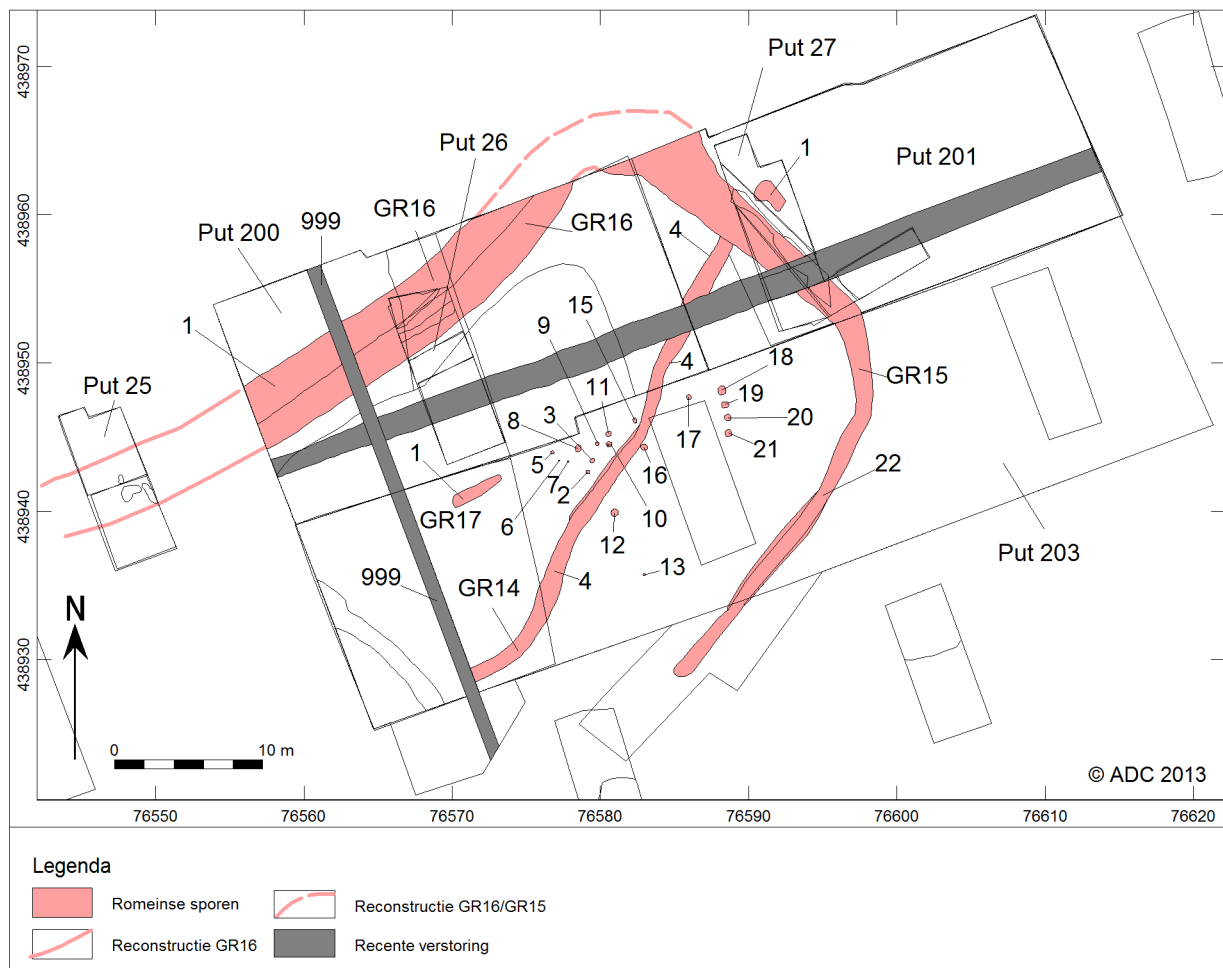 438970
438960
438950
438940
438930
Put 27
Put 26
1
Put 201
GR16
GR16
Put 200
999
4
15
9
1
Put 25
4
18
GR15
11
19
3
8
20
17
21
1
5
16
7
2
22
GR17
6
10
12
Put 203
13
999
GR14
4
N
0 10 m
© ADC 2013
76550 76560 76570 76580 76590 76600 76610 76620
Legenda
Romeinse sporen
Reconstructie GR16/GR15
Reconstructie GR16
Recente verstoring